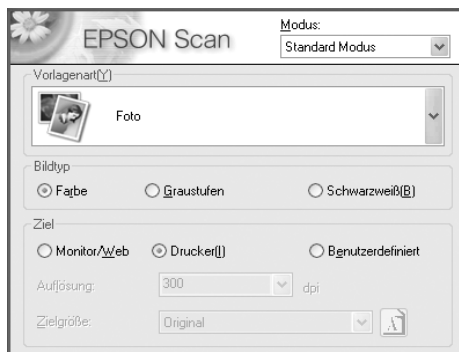 EPSON Scan
Modus:
Standard Modus
Vorlagenart(Y)
Foto
Bildtyp
Farbe Graustufen Schwarzweiß(B)
Ziel
Monitor/Web Drucker(I) Benutzerdefiniert
Auflösung: 300 dpi
Zielgröße: Original